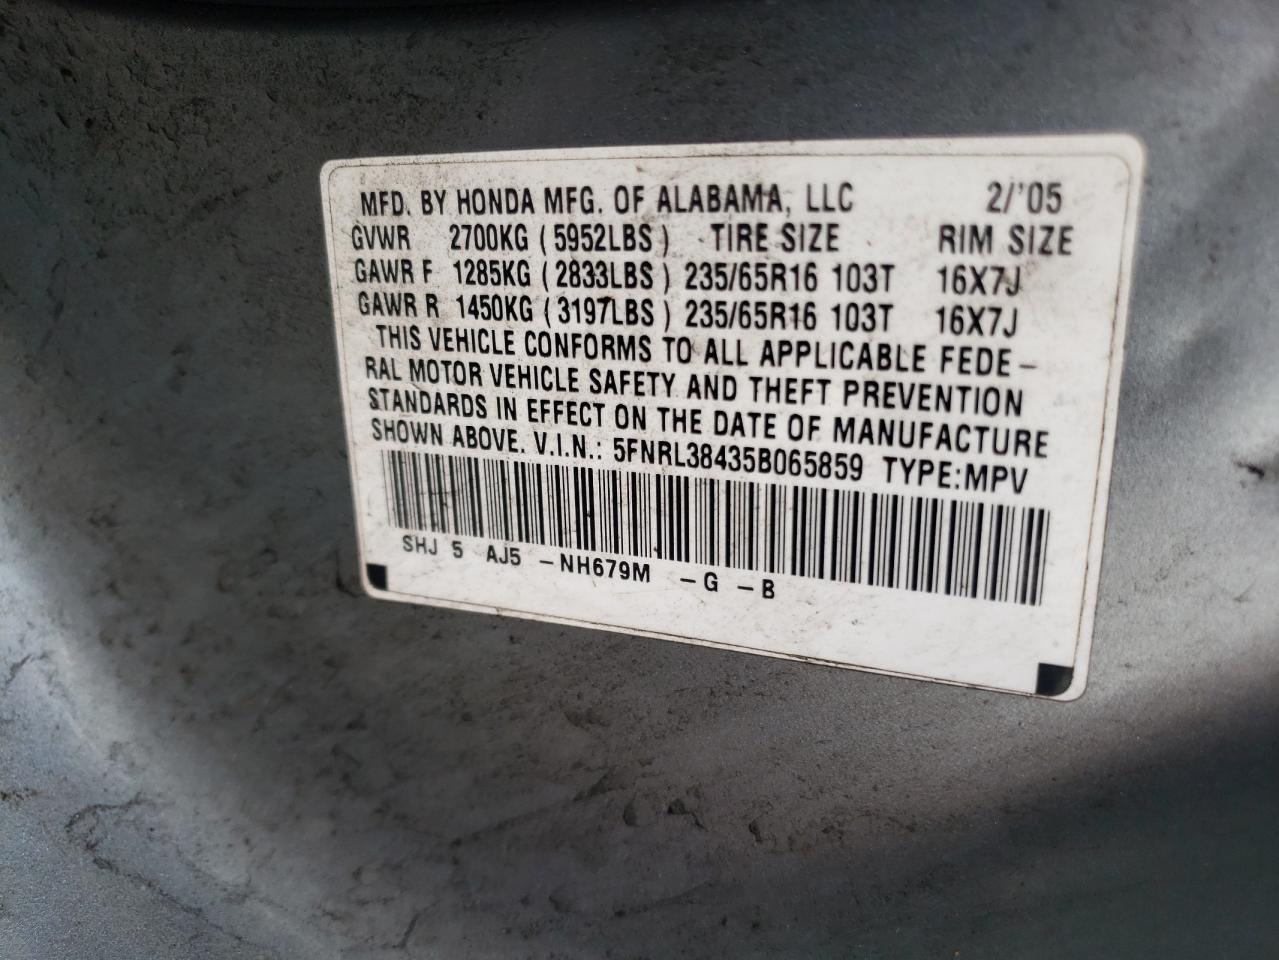 MFD. BY HONDA MFG. OF ALABAMA, LLC 2/'05
GVWR 2700KG (5952LBS) TIRE SIZE RIM SIZE
GAWR F 1285KG (2833LBS) 235/65R16 103T 16X7J
GAWR R 1450KG (3197LBS) 235/65R16 103T 16X7J
THIS VEHICLE CONFORMS TO ALL APPLICABLE FEDE-
RAL MOTOR VEHICLE SAFETY AND THEFT PREVENTION
STANDARDS IN EFFECT ON THE DATE OF MANUFACTURE
SHOWN ABOVE. V.I.N.: 5FNRL38435B065859 TYPE:MPV
SHJ 5 AJ5 -NH679M -G -B